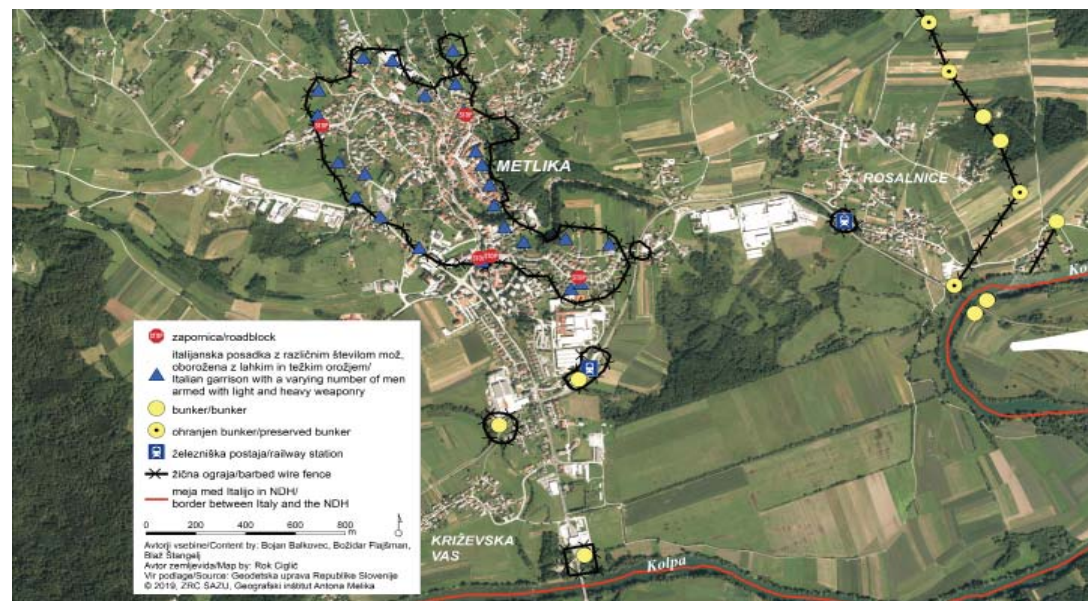 METLIKA
ROSALNICE
STOP
STOP
STOP
STOP
zapornica/roadblock
italijanska posadka z različnim številom mož,
oborožena z lahkim in težkim orožjem/
Italian garrison with a varying number of men
armed with light and heavy weaponry
bunker/bunker
ohranjen bunker/preserved bunker
železniška postaja/railway station
žična ograja/barbed wire fence
meja med Italijo in NDH/
border between Italy and the NDH
0 200 400 600 800 m
Avtorji vsebine/Content by: Bojan Balkovec, Božidar Flajšman,
Blaž Štangelj
Avtor zemljevida/Map by: Rok Ciglič
Vir podlage/Source: Geodetska uprava Republike Slovenije
© 2019, ZRC SAZU, Geografski inštitut Antona Melika
KRIŽEVSKA
VAS
Kolpa